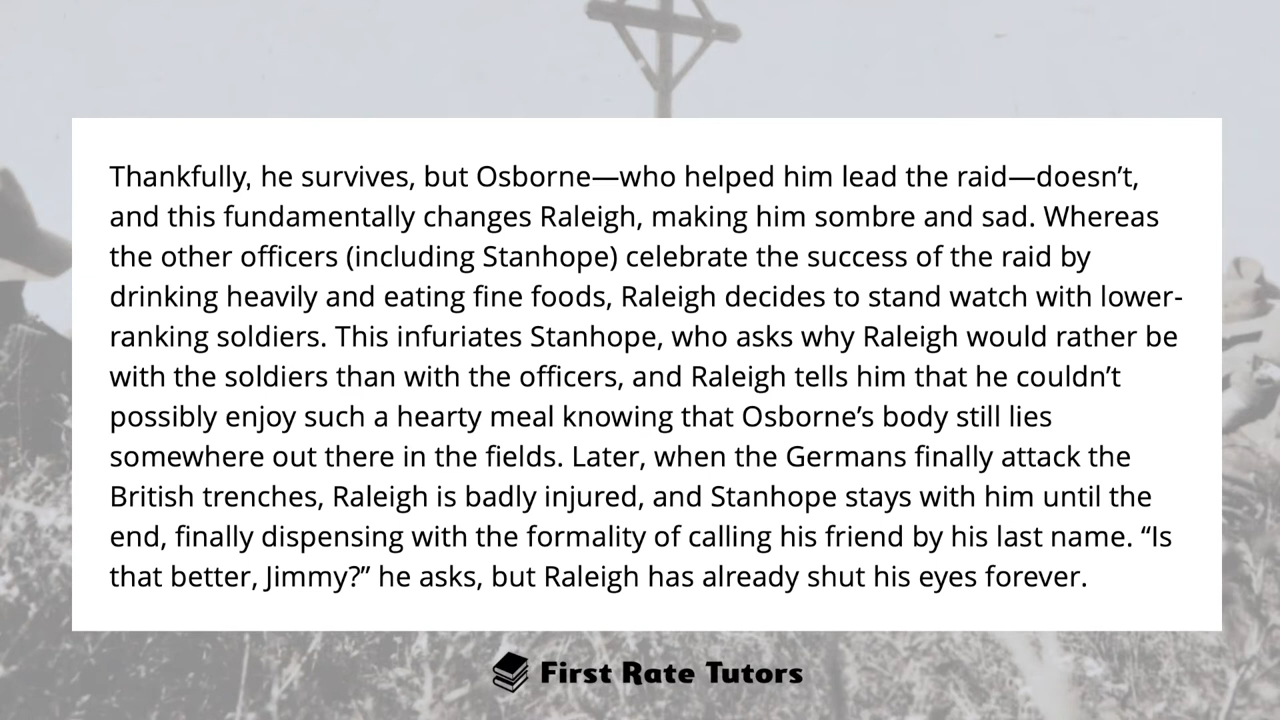 Thankfully, he survives, but Osborne—who helped him lead the raid—doesn’t,
and this fundamentally changes Raleigh, making him sombre and sad. Whereas
the other officers (including Stanhope) celebrate the success of the raid by
drinking heavily and eating fine foods, Raleigh decides to stand watch with lower-
ranking soldiers. This infuriates Stanhope, who asks why Raleigh would rather be
with the soldiers than with the officers, and Raleigh tells him that he couldn’t
possibly enjoy such a hearty meal knowing that Osborne’s body still lies
somewhere out there in the fields. Later, when the Germans finally attack the
British trenches, Raleigh is badly injured, and Stanhope stays with him until the
end, finally dispensing with the formality of calling his friend by his last name. “Is
that better, Jimmy?” he asks, but Raleigh has already shut his eyes forever.
First Rate Tutors